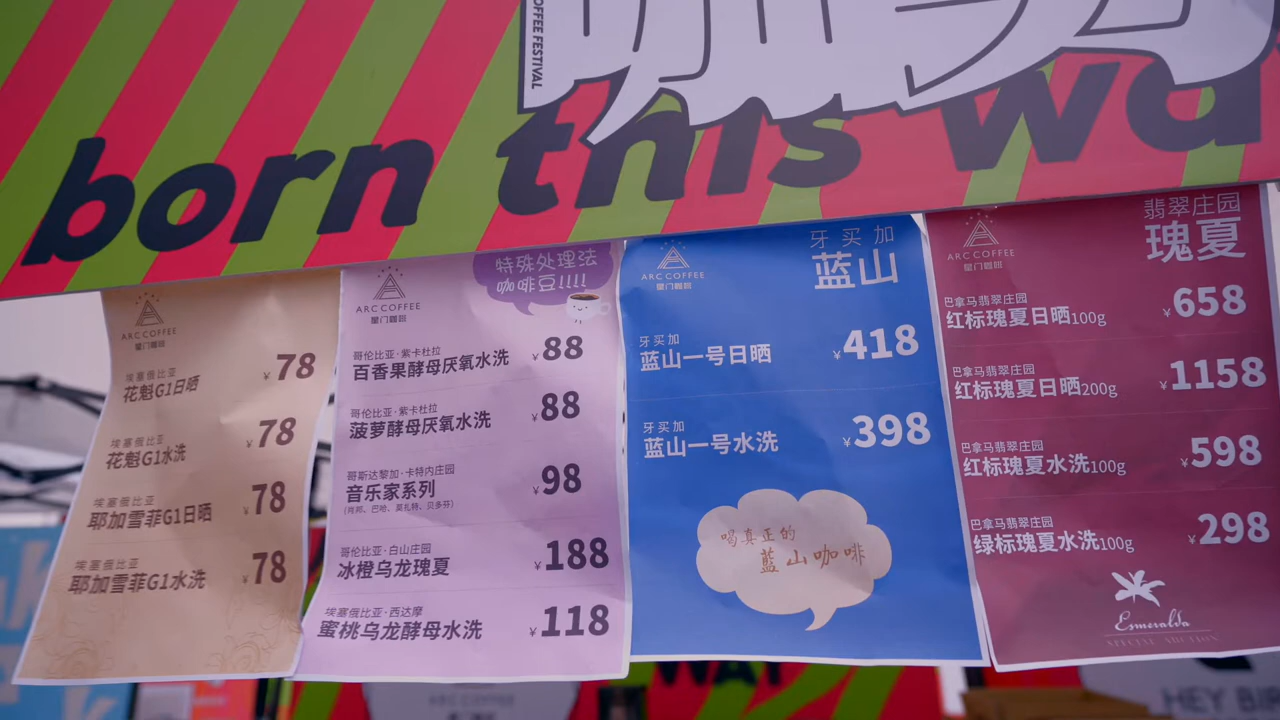 OFFEE FESTIVAL
born this wa
ARC COFFEE
星门咖啡
埃塞俄比亚
花魁G1日晒
¥78
埃塞俄比亚
花魁G1水洗
¥78
埃塞俄比亚
耶加雪菲G1日晒
¥78
埃塞俄比亚
耶加雪菲G1水洗
¥78
ARC COFFEE
星门咖啡
特殊处理法
咖啡豆!!!!
哥伦比亚·紫卡杜拉
百香果酵母厌氧水洗
¥88
哥伦比亚·紫卡杜拉
菠萝酵母厌氧水洗
¥88
哥斯达黎加·卡特内庄园
音乐家系列
(肖邦、巴哈、莫扎特、贝多芬)
¥98
哥伦比亚·白山庄园
冰橙乌龙瑰夏
¥188
埃塞俄比亚·西达摩
蜜桃乌龙酵母水洗
¥118
ARC COFFEE
星门咖啡
牙买加
蓝山
牙买加
蓝山一号日晒
¥418
牙买加
蓝山一号水洗
¥398
喝真正的
蓝山咖啡
ARC COFFEE
星门咖啡
翡翠庄园
瑰夏
巴拿马翡翠庄园
红标瑰夏日晒100g
¥658
巴拿马翡翠庄园
红标瑰夏日晒200g
¥1158
巴拿马翡翠庄园
红标瑰夏水洗100g
¥598
巴拿马翡翠庄园
绿标瑰夏水洗100g
¥298
Esmeralda
SPECIAL AUCTION
ARC COFFEE
WAY
HEY BIR